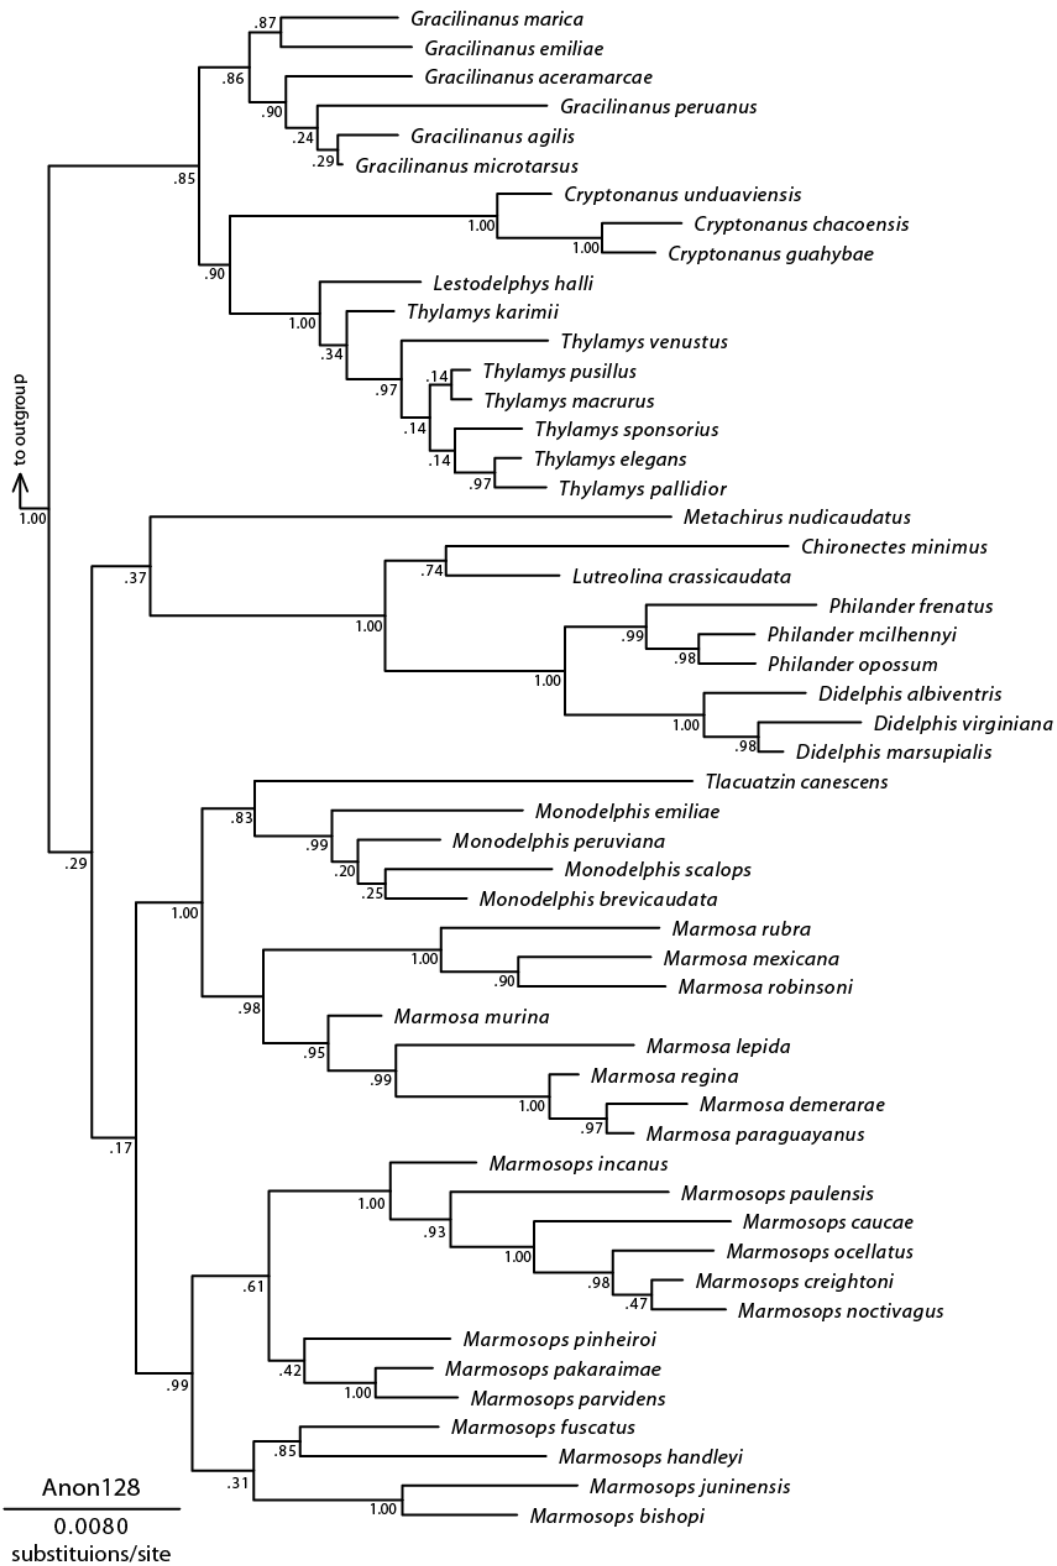 .87
Gracilinanus marica
Gracilinanus emiliae
.86
Gracilinanus aceramarcae
.90
Gracilinanus peruanus
.24
Gracilinanus agilis
.29
Gracilinanus microtarsus
.85
Cryptonanus unduaviensis
1.00
Cryptonanus chacoensis
1.00
Cryptonanus guahybae
.90
Lestodelphys halli
1.00
Thylamys karimii
.34
Thylamys venustus
.97
.14
Thylamys pusillus
Thylamys macrurus
.14
Thylamys sponsorius
.14
Thylamys elegans
.97
Thylamys pallidior
to outgroup
1.00
Metachirus nudicaudatus
.37
Chironectes minimus
.74
Lutreolina crassicaudata
1.00
Philander frenatus
.99
Philander mcilhennyi
.98
Philander opossum
1.00
Didelphis albiventris
1.00
Didelphis virginiana
.98
Didelphis marsupialis
.29
Tlacuatzin canescens
.83
Monodelphis emiliae
.99
Monodelphis peruviana
.20
Monodelphis scalops
.25
Monodelphis brevicaudata
1.00
Marmosa rubra
1.00
Marmosa mexicana
.90
Marmosa robinsoni
.98
Marmosa murina
.95
Marmosa lepida
.99
Marmosa regina
1.00
Marmosa demerarae
.97
Marmosa paraguayanus
.17
Marmosops incanus
1.00
Marmosops paulensis
.93
Marmosops caucae
1.00
Marmosops ocellatus
.98
Marmosops creightoni
.47
Marmosops noctivagus
.61
Marmosops pinheiroi
.42
Marmosops pakaraimae
1.00
Marmosops parvidens
.99
Marmosops fuscatus
.85
Marmosops handleyi
.31
Marmosops juninensis
1.00
Marmosops bishopi
Anon128
0.0080
substituions/site